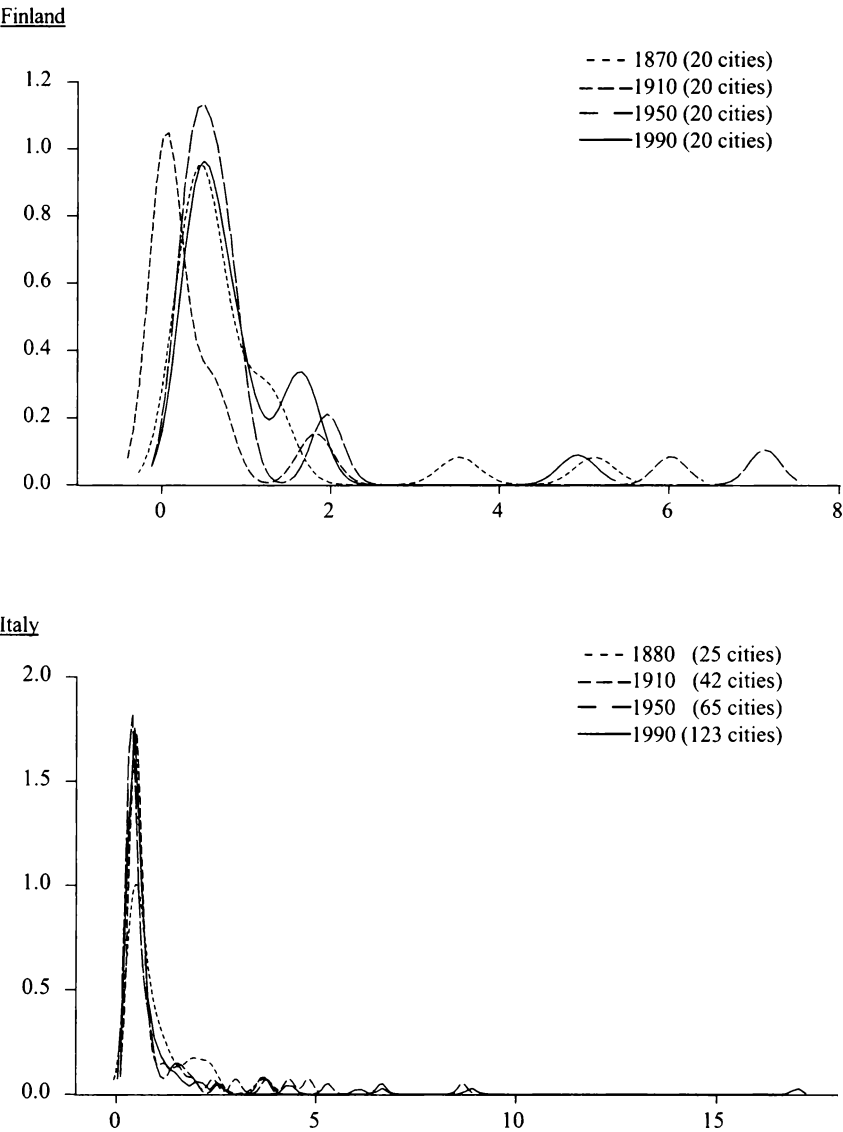 Finland
1870 (20 cities)
1910 (20 cities)
1950 (20 cities)
1990 (20 cities)
1.2
1.0
0.8
0.6
0.4
0.2
0.0
0 2 4 6 8
Italy
1880 (25 cities)
1910 (42 cities)
1950 (65 cities)
1990 (123 cities)
2.0
1.5
1.0
0.5
0.0
0 5 10 15